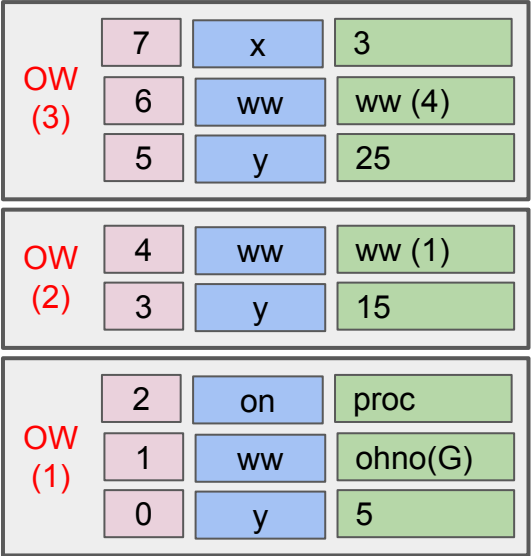 OW
(3)
7 x 3
6 ww ww (4)
5 y 25
OW
(2)
4 ww ww (1)
3 y 15
OW
(1)
2 on proc
1 ww ohno(G)
0 y 5